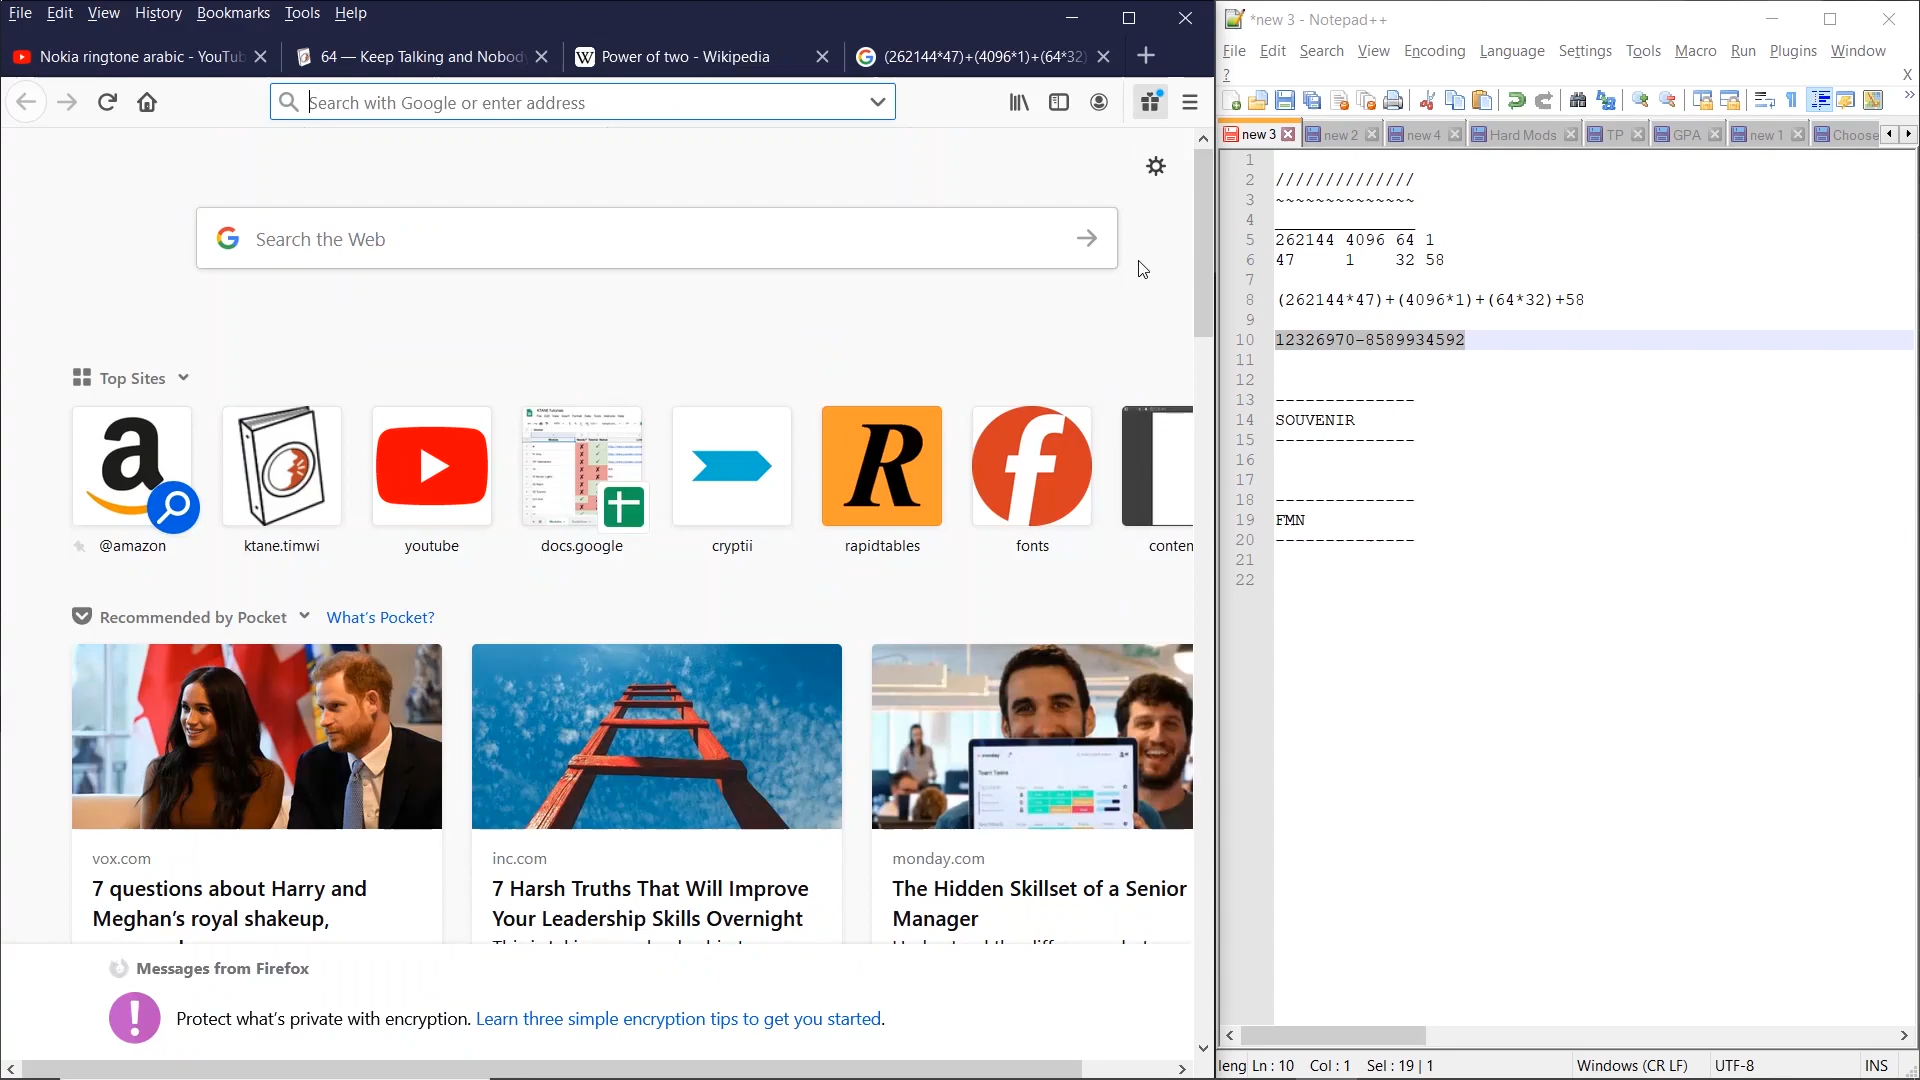 File Edit View History Bookmarks Tools Help
Nokia ringtone arabic - YouTub
64 — Keep Talking and Nobod
Power of two - Wikipedia
(262144*47)+(4096*1)+(64*32)
Search with Google or enter address
Search the Web
Top Sites
@amazon
ktane.timwi
youtube
docs.google
cryptii
rapidtables
fonts
conten
Recommended by Pocket
What's Pocket?
vox.com
7 questions about Harry and
Meghan's royal shakeup,
inc.com
7 Harsh Truths That Will Improve
Your Leadership Skills Overnight
monday.com
The Hidden Skillset of a Senior
Manager
Messages from Firefox
Protect what's private with encryption. Learn three simple encryption tips to get you started.
*new 3 - Notepad++
File Edit Search View Encoding Language Settings Tools Macro Run Plugins Window
? X
new 3 new 2 new 4 Hard Mods TP GPA new 1 Choose
1
2 //////////////
3 ~~~~~~~~~~~~~~
4 ______________
5 262144 4096 64 1
6 47 1 32 58
7
8 (262144*47)+(4096*1)+(64*32)+58
9
10 12326970-8589934592
11
12
13 --------------
14 SOUVENIR
15 --------------
16
17
18 --------------
19 FMN
20 --------------
21
22
leng Ln : 10 Col : 1 Sel : 19 | 1 Windows (CR LF) UTF-8 INS